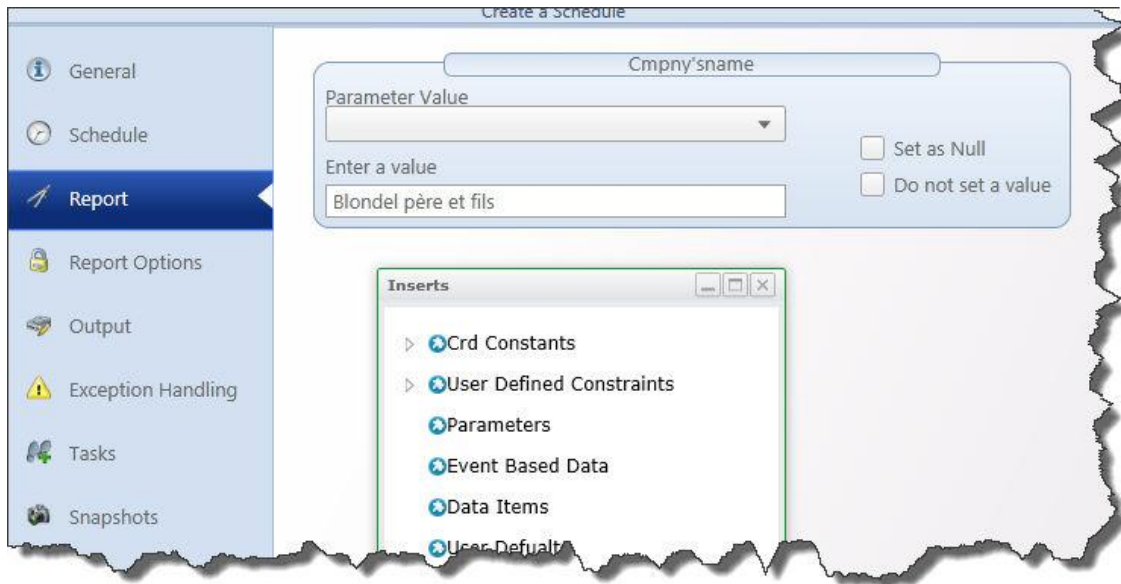 Create a Schedule
General
Schedule
Report
Report Options
Output
Exception Handling
Tasks
Snapshots
Cmpny'sname
Parameter Value
Enter a value
Blondel père et fils
Set as Null
Do not set a value
Inserts
Crd Constants
User Defined Constraints
Parameters
Event Based Data
Data Items
User Defualt